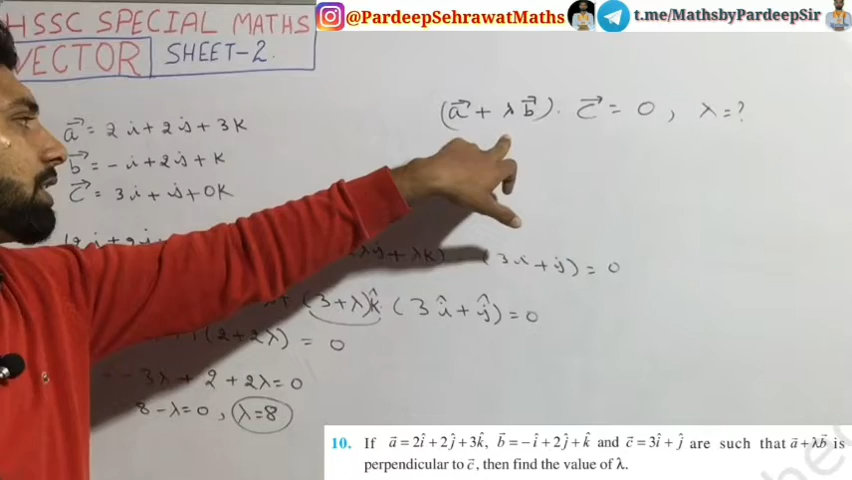 HSSC SPECIAL MATHS
VECTOR SHEET-2.
@PardeepSehrawatMaths
t.me/MathsbyPardeepSir
a⃗ = 2i + 2j + 3k
b⃗ = -i + 2j + k
c⃗ = 3i + j + 0k
(a⃗ + λb⃗). c⃗ = 0, λ=?
λj + λk) . (3i + j) = 0
(3+λ)k̂. (3î + ĵ) = 0
(2+2λ) = 0
- 3λ + 2 + 2λ = 0
8 - λ = 0, λ = 8
10. If a⃗ = 2î + 2ĵ + 3k̂, b⃗ = −î + 2ĵ + k̂ and c⃗ = 3î + ĵ are such that a⃗ + λb⃗ is
perpendicular to c⃗, then find the value of λ.